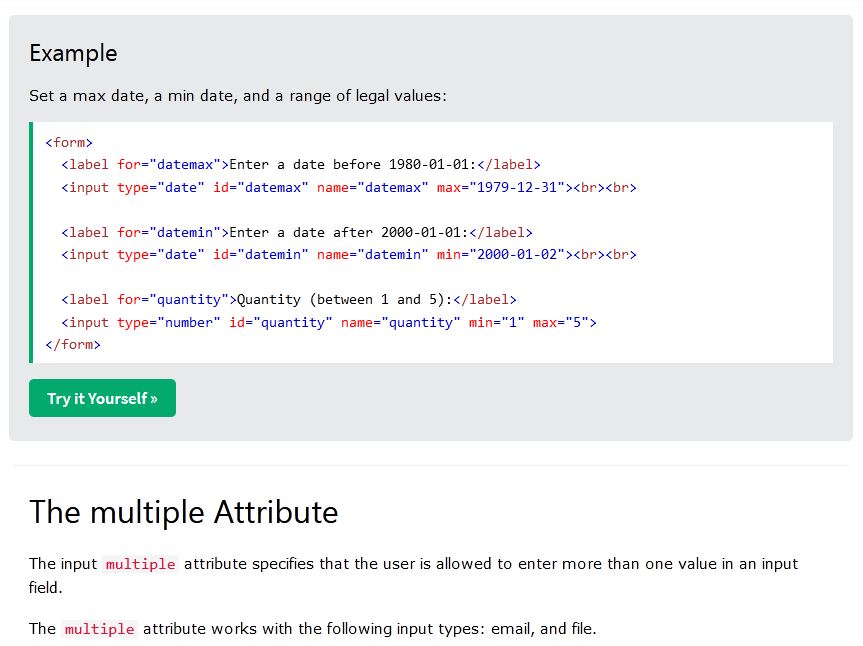 Example
Set a max date, a min date, and a range of legal values:
<form>
  <label for="datemax">Enter a date before 1980-01-01:</label>
  <input type="date" id="datemax" name="datemax" max="1979-12-31"><br><br>

  <label for="datemin">Enter a date after 2000-01-01:</label>
  <input type="date" id="datemin" name="datemin" min="2000-01-02"><br><br>

  <label for="quantity">Quantity (between 1 and 5):</label>
  <input type="number" id="quantity" name="quantity" min="1" max="5">
</form>
Try it Yourself »
The multiple Attribute
The input multiple attribute specifies that the user is allowed to enter more than one value in an input
field.
The multiple attribute works with the following input types: email, and file.